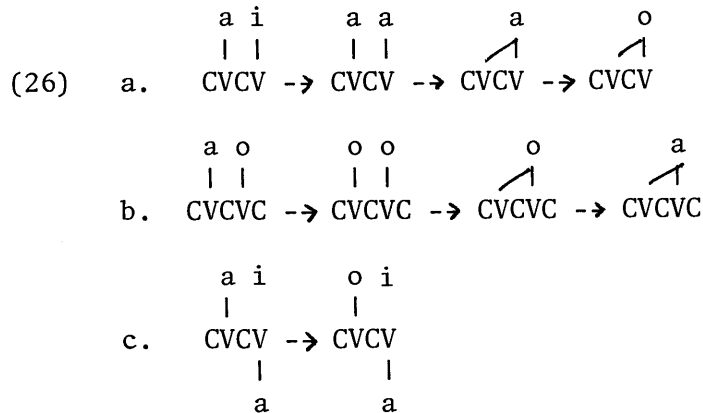 a i a a a o
(26) a. CVCV → CVCV → CVCV → CVCV
a o o o o a
b. CVCVC → CVCVC → CVCVC → CVCVC
a i o i
c. CVCV → CVCV
a a